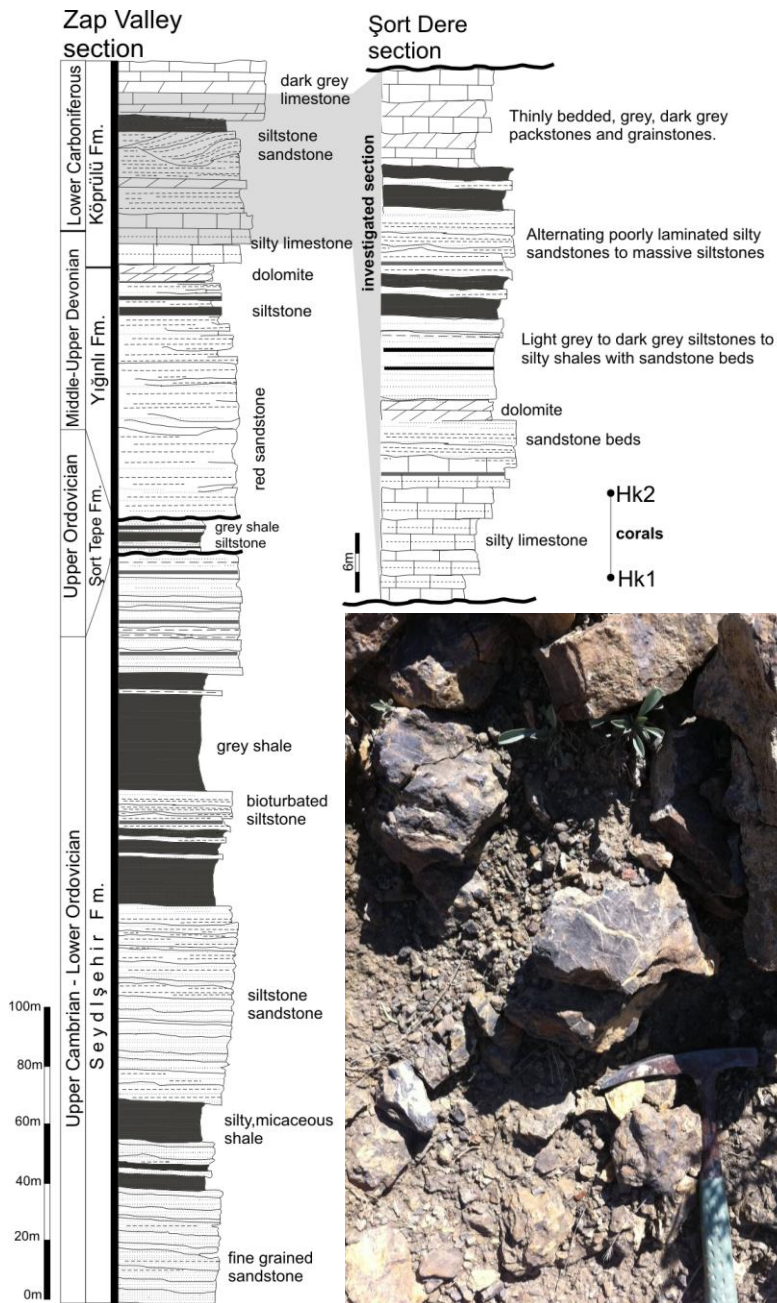 Zap Valley
section
Lower Carboniferous
Köprülü Fm.
Middle-Upper Devonian
Yığınlı Fm.
Upper Ordovician
Şort Tepe Fm.
Upper Cambrian - Lower Ordovician
Seydişehir Fm.
dark grey
limestone
siltstone
sandstone
silty limestone
dolomite
siltstone
red sandstone
grey shale
siltstone
grey shale
bioturbated
siltstone
siltstone
sandstone
silty,micaceous
shale
fine grained
sandstone
100m
80m
60m
40m
20m
0m
Şort Dere
section
investigated section
Thinly bedded, grey, dark grey
packstones and grainstones.
Alternating poorly laminated silty
sandstones to massive siltstones
Light grey to dark grey siltstones to
silty shales with sandstone beds
dolomite
sandstone beds
silty limestone
Hk2
corals
Hk1
6m